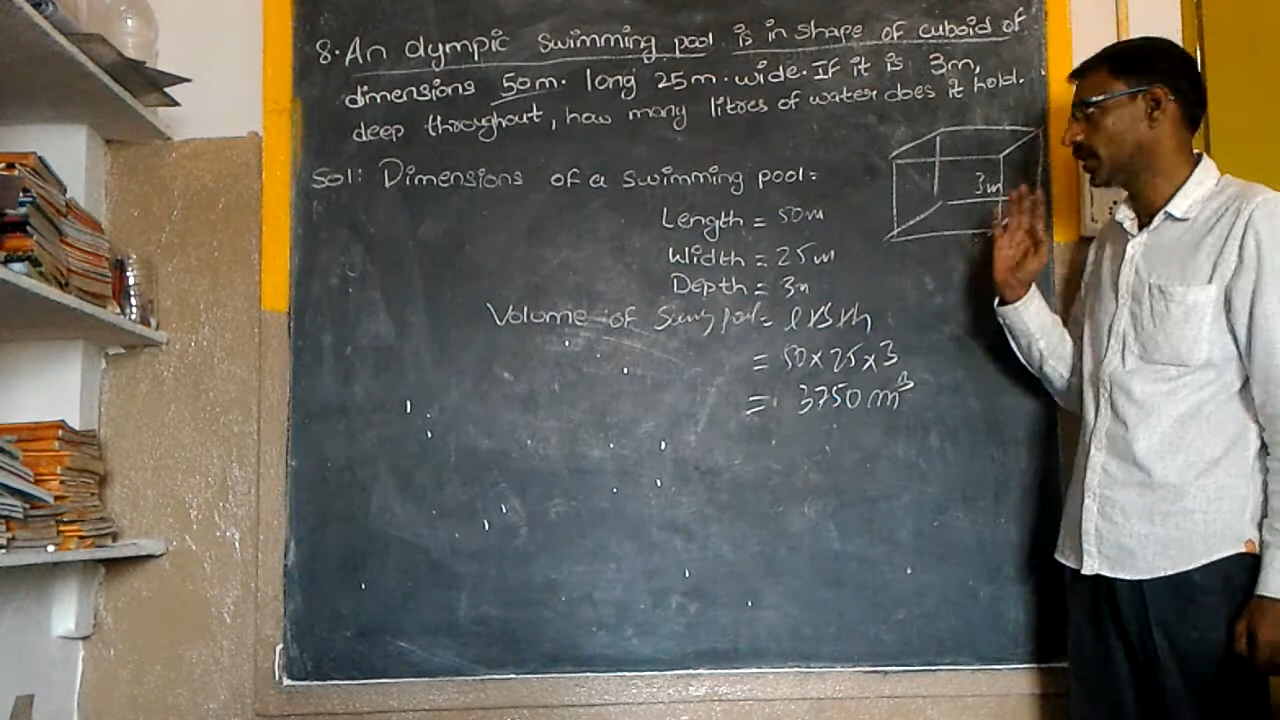 8. An olympic swimming pool is in shape of cuboid of
dimensions 50m. long 25m. wide. If it is 3m,
deep throughout, how many litres of water does it hold.
3m
Sol: Dimensions of a swimming pool:
Length = 50m
Width = 25m
Depth = 3m
Volume of pool = l×b×h
= 50×25×3
= 3750 m³